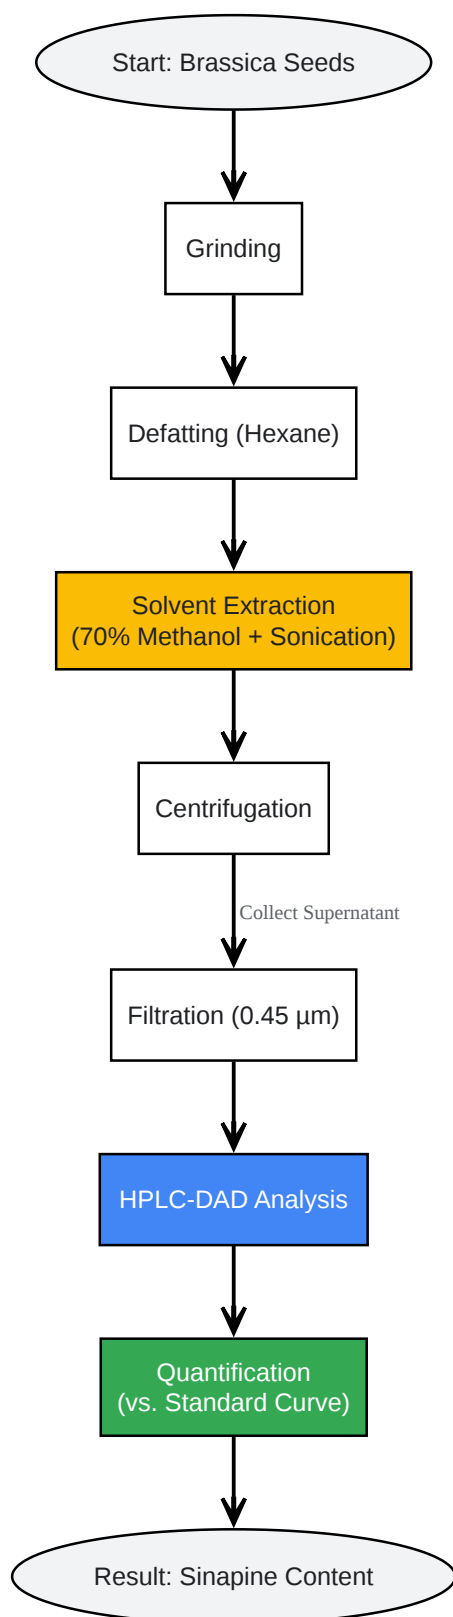 Start: Brassica Seeds
Grinding
Defatting (Hexane)
Solvent Extraction
(70% Methanol + Sonication)
Centrifugation
Collect Supernatant
Filtration (0.45 µm)
HPLC-DAD Analysis
Quantification
(vs. Standard Curve)
Result: Sinapine Content